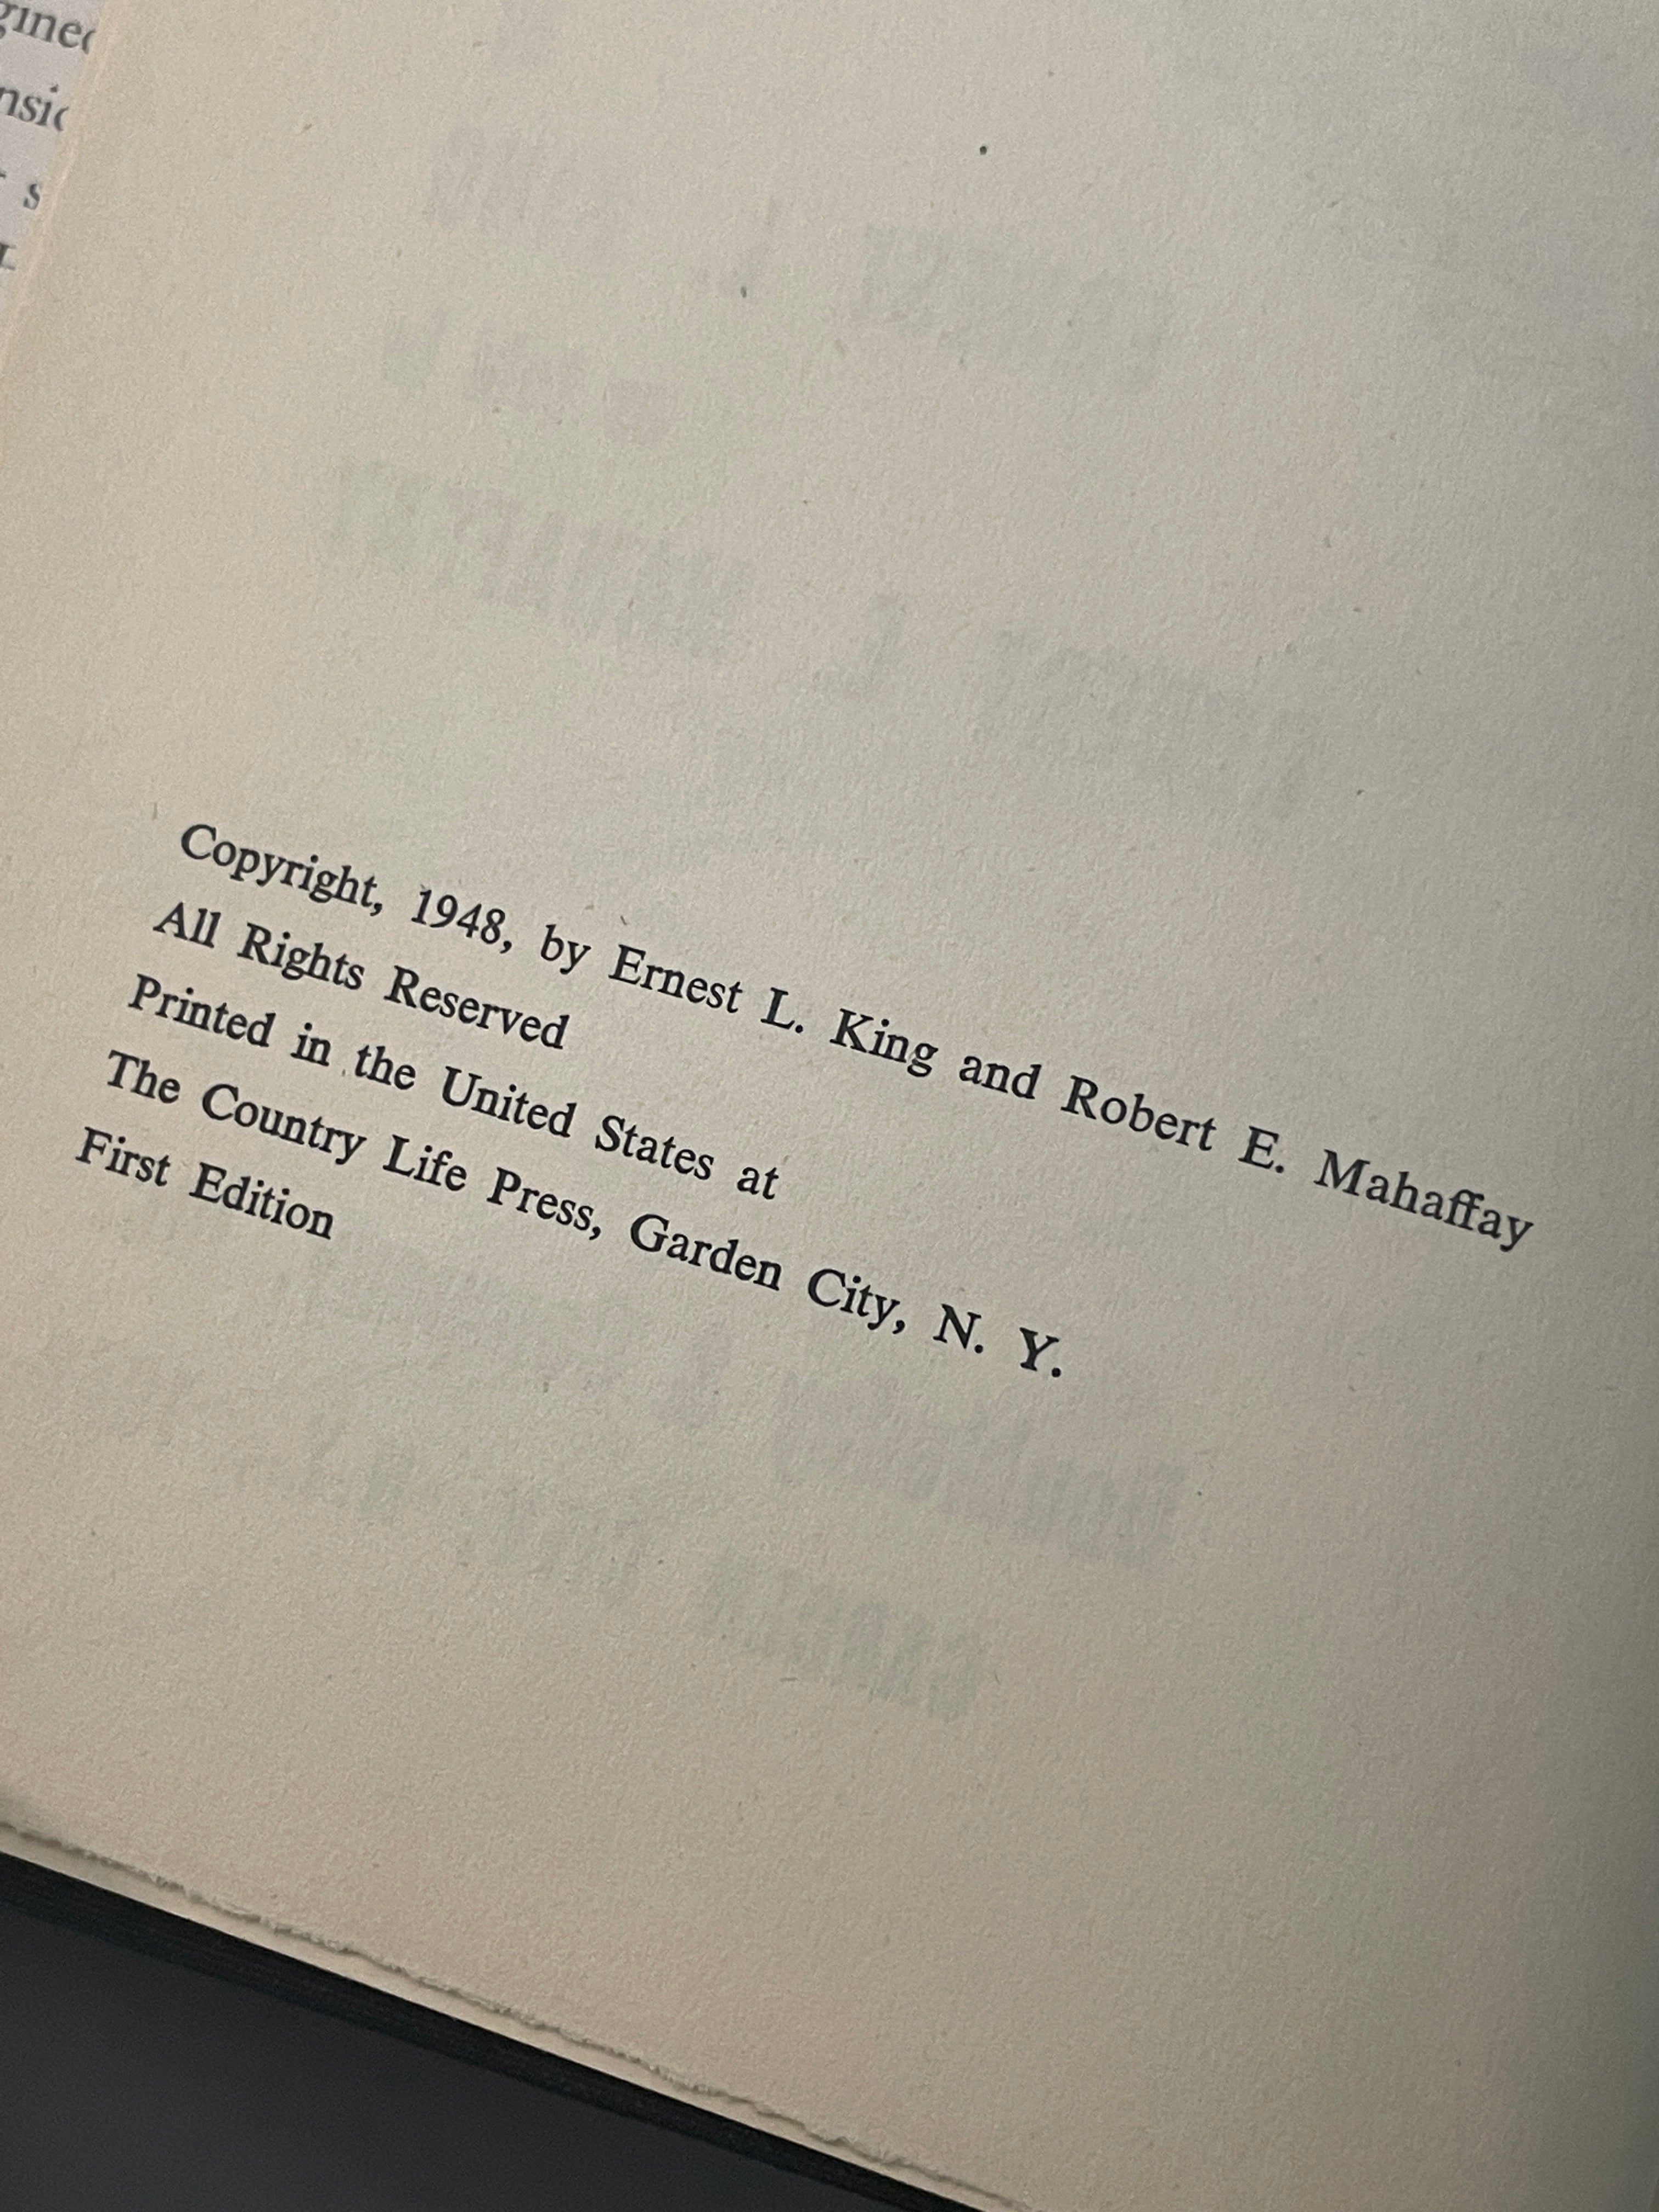 Copyright, 1948, by Ernest L. King and Robert E. Mahaffay
All Rights Reserved
Printed in the United States at
The Country Life Press, Garden City, N. Y.
First Edition